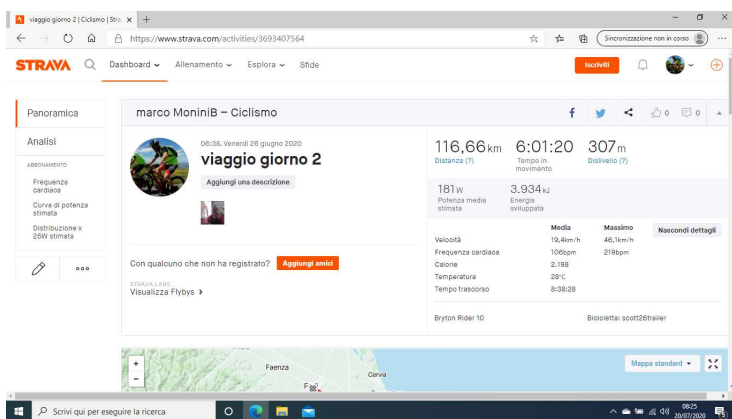 viaggio giorno 2 | Ciclismo | Stra
https://www.strava.com/activities/3693407564
Sincronizzazione non in corso
STRAVA
Dashboard
Allenamento
Esplora
Sfide
Iscriviti
Panoramica
Analisi
ABBONAMENTO
Frequenza
cardiaca
Curva di potenza
stimata
Distribuzione x
25W stimata
marco MoniniB – Ciclismo
0
0
06:38, Venerdì 26 giugno 2020
viaggio giorno 2
Aggiungi una descrizione
Con qualcuno che non ha registrato?
Aggiungi amici
STRAVA LABS
Visualizza Flybys
116,66 km
6:01:20
307 m
Distanza (?)
Tempo in
movimento
Dislivello (?)
181 W
3.934 kJ
Potenza media
stimata
Energia
sviluppata
Media
Massimo
Nascondi dettagli
Velocità
19,4km/h
46,1km/h
Frequenza cardiaca
106bpm
219bpm
Calorie
2.198
Temperatura
28°C
Tempo trascorso
8:38:28
Bryton Rider 10
Bicicletta: scott26trailer
+
−
Faenza
Cervia
Mappa standard
Scrivi qui per eseguire la ricerca
08:25
20/07/2020